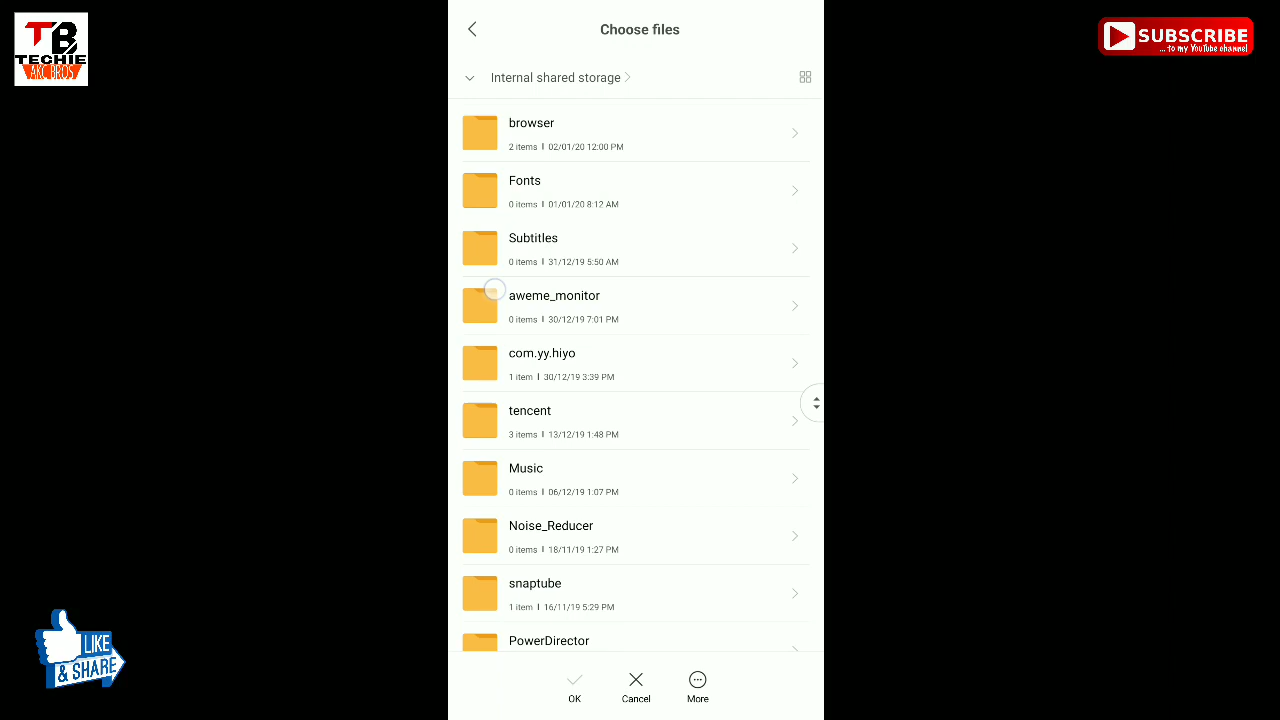 TB
TECHIE
ARC BROS
SUBSCRIBE
... to my YouTube channel
Choose files
Internal shared storage
browser
2 items | 02/01/20 12:00 PM
Fonts
0 items | 01/01/20 8:12 AM
Subtitles
0 items | 31/12/19 5:50 AM
aweme_monitor
0 items | 30/12/19 7:01 PM
com.yy.hiyo
1 item | 30/12/19 3:39 PM
tencent
3 items | 13/12/19 1:48 PM
Music
0 items | 06/12/19 1:07 PM
Noise_Reducer
0 items | 18/11/19 1:27 PM
snaptube
1 item | 16/11/19 5:29 PM
PowerDirector
OK
Cancel
More
LIKE
& SHARE